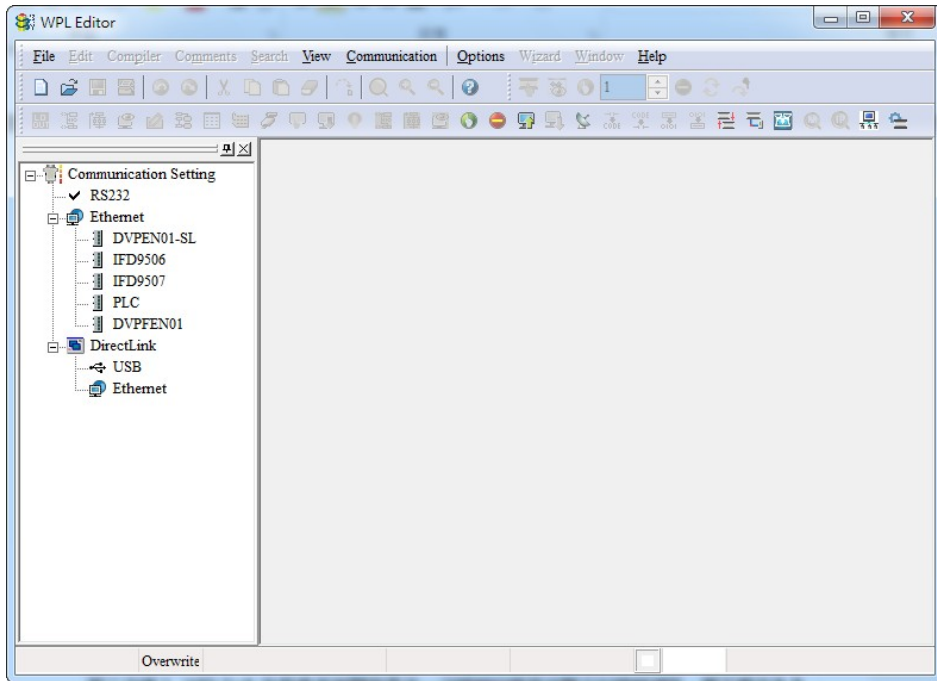 WPL Editor
File Edit Compiler Comments Search View Communication Options Wizard Window Help
1
Communication Setting
RS232
Ethernet
DVPEN01-SL
IFD9506
IFD9507
PLC
DVPFEN01
DirectLink
USB
Ethernet
Overwrite